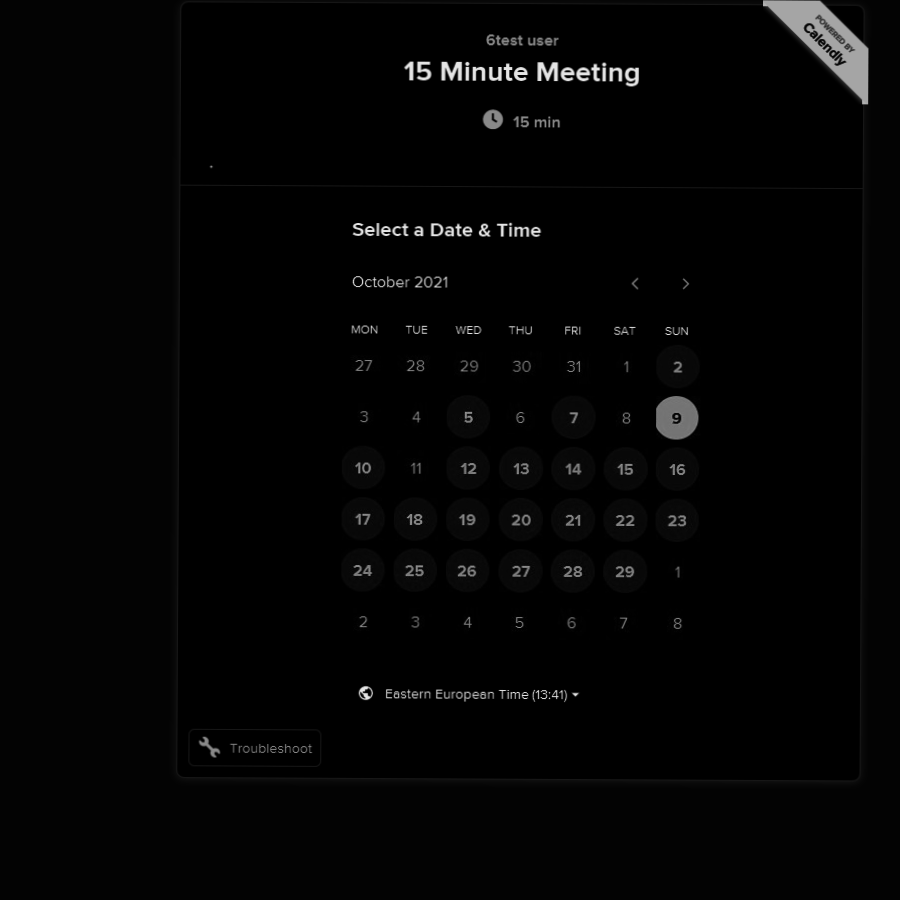 POWERED BY
Calendly
6test user
15 Minute Meeting
15 min
Select a Date & Time
October 2021
MON TUE WED THU FRI SAT SUN
27 28 29 30 31 1 2
3 4 5 6 7 8 9
10 11 12 13 14 15 16
17 18 19 20 21 22 23
24 25 26 27 28 29 1
2 3 4 5 6 7 8
Eastern European Time (13:41)
Troubleshoot